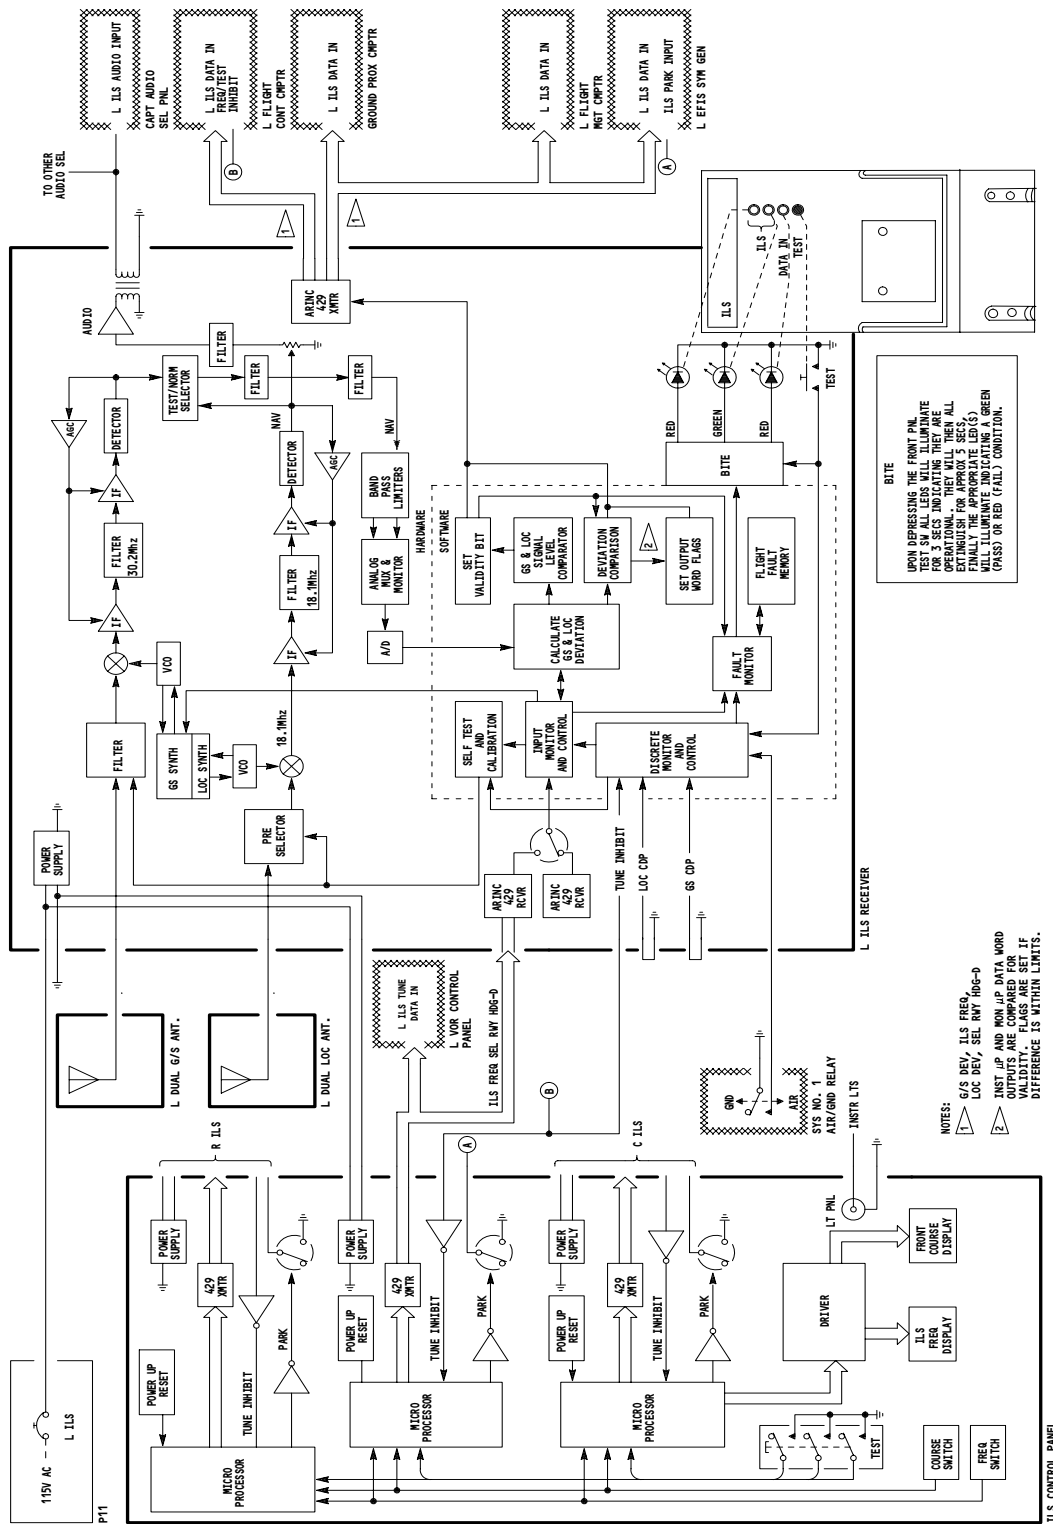 115V AC
L ILS
P11
POWER UP
RESET
MICRO
PROCESSOR
429
XMTR
POWER
SUPPLY
TUNE INHIBIT
PARK
R ILS
POWER UP
RESET
MICRO
PROCESSOR
429
XMTR
POWER
SUPPLY
TUNE INHIBIT
PARK
A
B
POWER UP
RESET
MICRO
PROCESSOR
429
XMTR
POWER
SUPPLY
TUNE INHIBIT
PARK
C ILS
TEST
COURSE
SWITCH
FREQ
SWITCH
DRIVER
ILS
FREQ
DISPLAY
FRONT
COURSE
DISPLAY
LT PNL
INSTR LTS
ILS CONTROL PANEL
L DUAL G/S ANT.
L DUAL LOC ANT.
L ILS TUNE
DATA IN
L VOR CONTROL
PANEL
ILS FREQ SEL RWY HDG-D
GND
AIR
SYS NO. 1
AIR/GND RELAY
NOTES:
1 G/S DEV, ILS FREQ,
LOC DEV, SEL RWY HDG-D
2 INST µP AND MON µP DATA WORD
OUTPUTS ARE COMPARED FOR
VALIDITY. FLAGS ARE SET IF
DIFFERENCE IS WITHIN LIMITS.
POWER
SUPPLY
FILTER
GS SYNTH
LOC SYNTH
VCO
VCO
PRE
SELECTOR
18.1Mhz
IF
FILTER
30.2Mhz
IF
DETECTOR
AGC
IF
FILTER
18.1Mhz
IF
DETECTOR
AGC
NAV
TEST/NORM
SELECTOR
FILTER
FILTER
FILTER
AUDIO
NAV
BAND
PASS
LIMITERS
ANALOG
MUX &
MONITOR
A/D
HARDWARE
SOFTWARE
ARINC
429
RCVR
ARINC
429
RCVR
TUNE INHIBIT
LOC CDP
GS CDP
SELF TEST
AND
CALIBRATION
INPUT
MONITOR
AND CONTROL
DISCRETE
MONITOR
AND
CONTROL
CALCULATE
GS & LOC
DEVIATION
SET
VALIDITY BIT
GS & LOC
SIGNAL
LEVEL
COMPARATOR
DEVIATION
COMPARISON
2
SET OUTPUT
WORD FLAGS
FAULT
MONITOR
FLIGHT
FAULT
MEMORY
BITE
RED
GREEN
RED
TEST
ARINC
429
XMTR
L ILS RECEIVER
1
1
TO OTHER
AUDIO SEL
L ILS AUDIO INPUT
CAPT AUDIO
SEL PNL
L ILS DATA IN
FREQ/TEST
INHIBIT
B
L FLIGHT
CONT CMPTR
L ILS DATA IN
GROUND PROX CMPTR
L ILS DATA IN
L FLIGHT
MGT CMPTR
L ILS DATA IN
ILS PARK INPUT
A
L EFIS SYM GEN
ILS
ILS
DATA IN
TEST
BITE
UPON DEPRESSING THE FRONT PNL
TEST SW ALL LEDS WILL ILLUMINATE
FOR 3 SECS INDICATING THEY ARE
OPERATIONAL. THEY WILL THEN ALL
EXTINGUISH FOR APPROX 5 SECS,
FINALLY THE APPROPRIATE LED(S)
WILL ILLUMINATE INDICATING A GREEN
(PASS) OR RED (FAIL) CONDITION.